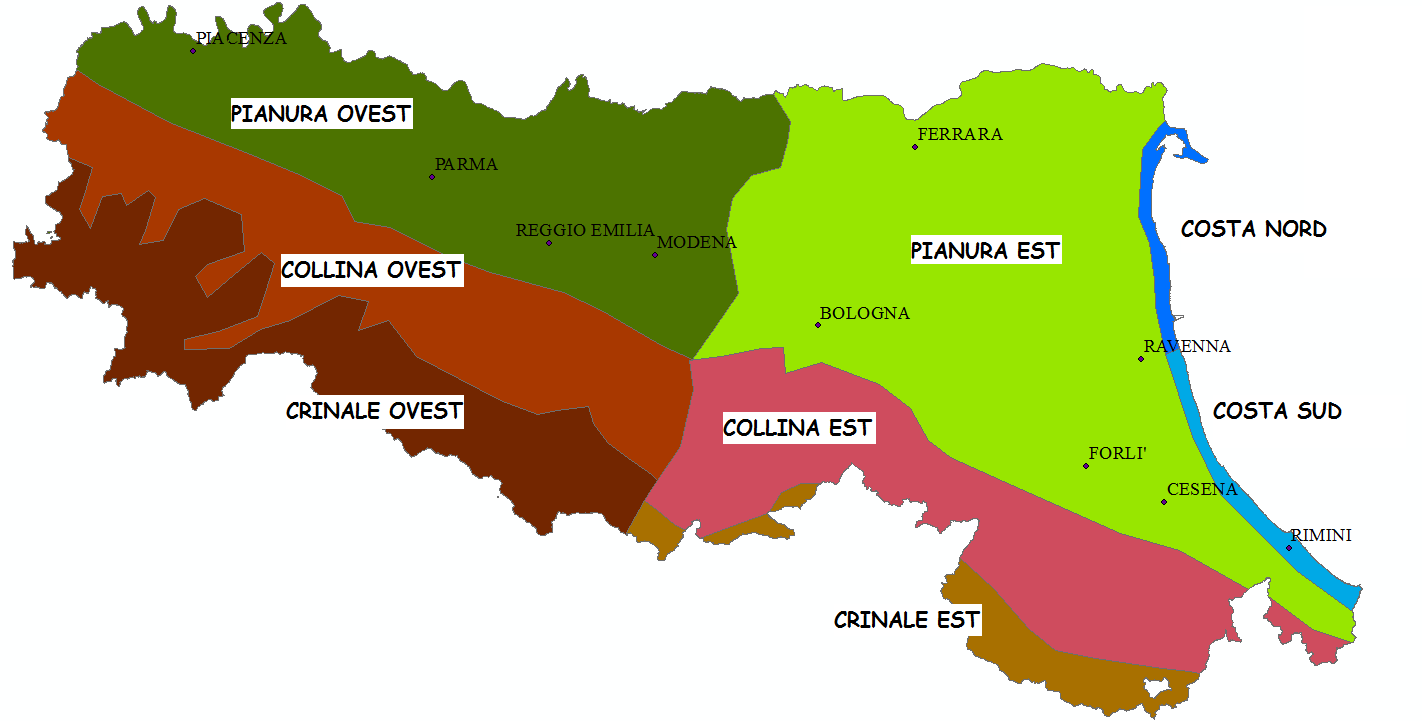 PIACENZA
PIANURA OVEST
FERRARA
PARMA
COSTA NORD
REGGIO EMILIA
MODENA
PIANURA EST
COLLINA OVEST
BOLOGNA
RAVENNA
CRINALE OVEST
COSTA SUD
COLLINA EST
FORLI'
CESENA
RIMINI
CRINALE EST